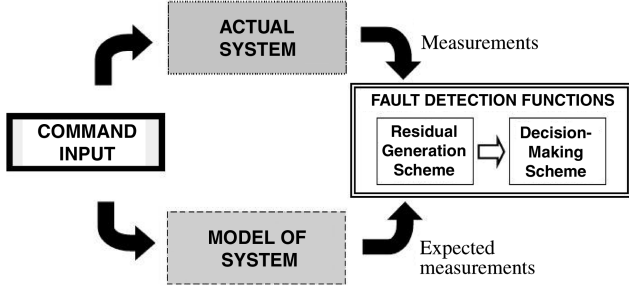 ACTUAL
SYSTEM
Measurements
FAULT DETECTION FUNCTIONS
COMMAND
INPUT
Residual
Generation
Scheme
Decision-
Making
Scheme
MODEL OF
SYSTEM
Expected
measurements